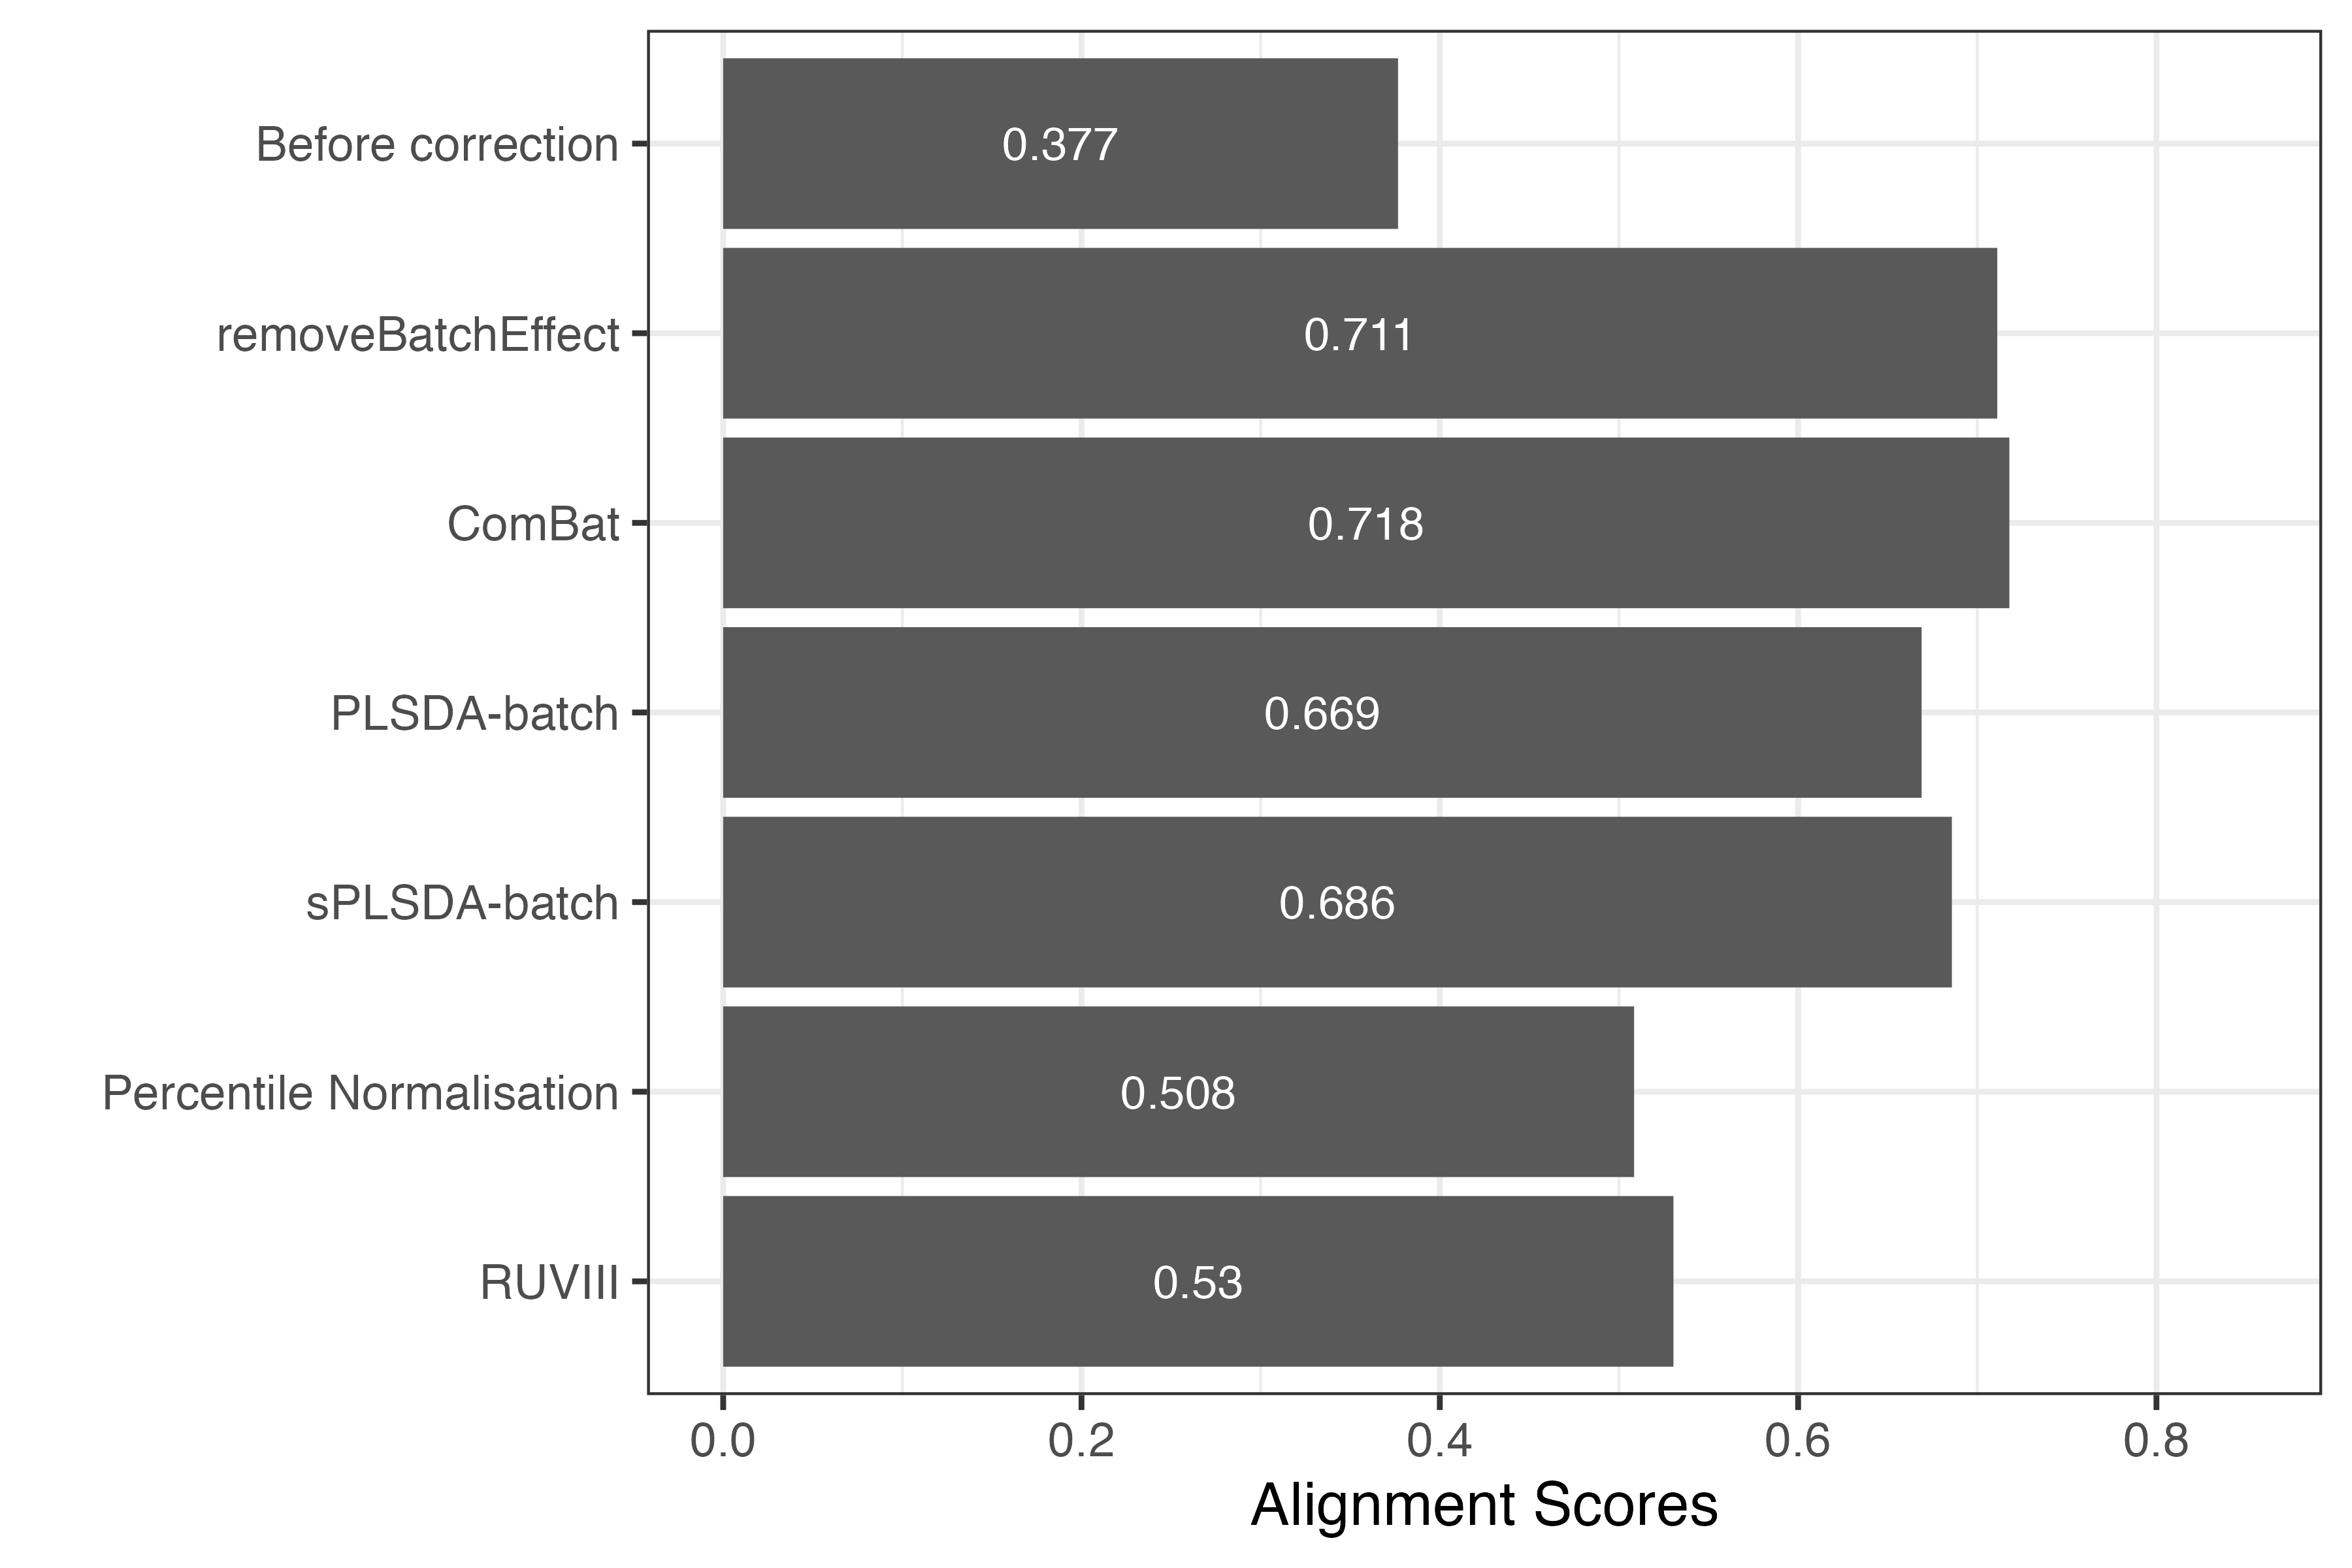 Before correction
0.377
removeBatchEffect
0.711
ComBat
0.718
PLSDA-batch
0.669
sPLSDA-batch
0.686
Percentile Normalisation
0.508
RUVIII
0.53
0.0 0.2 0.4 0.6 0.8
Alignment Scores